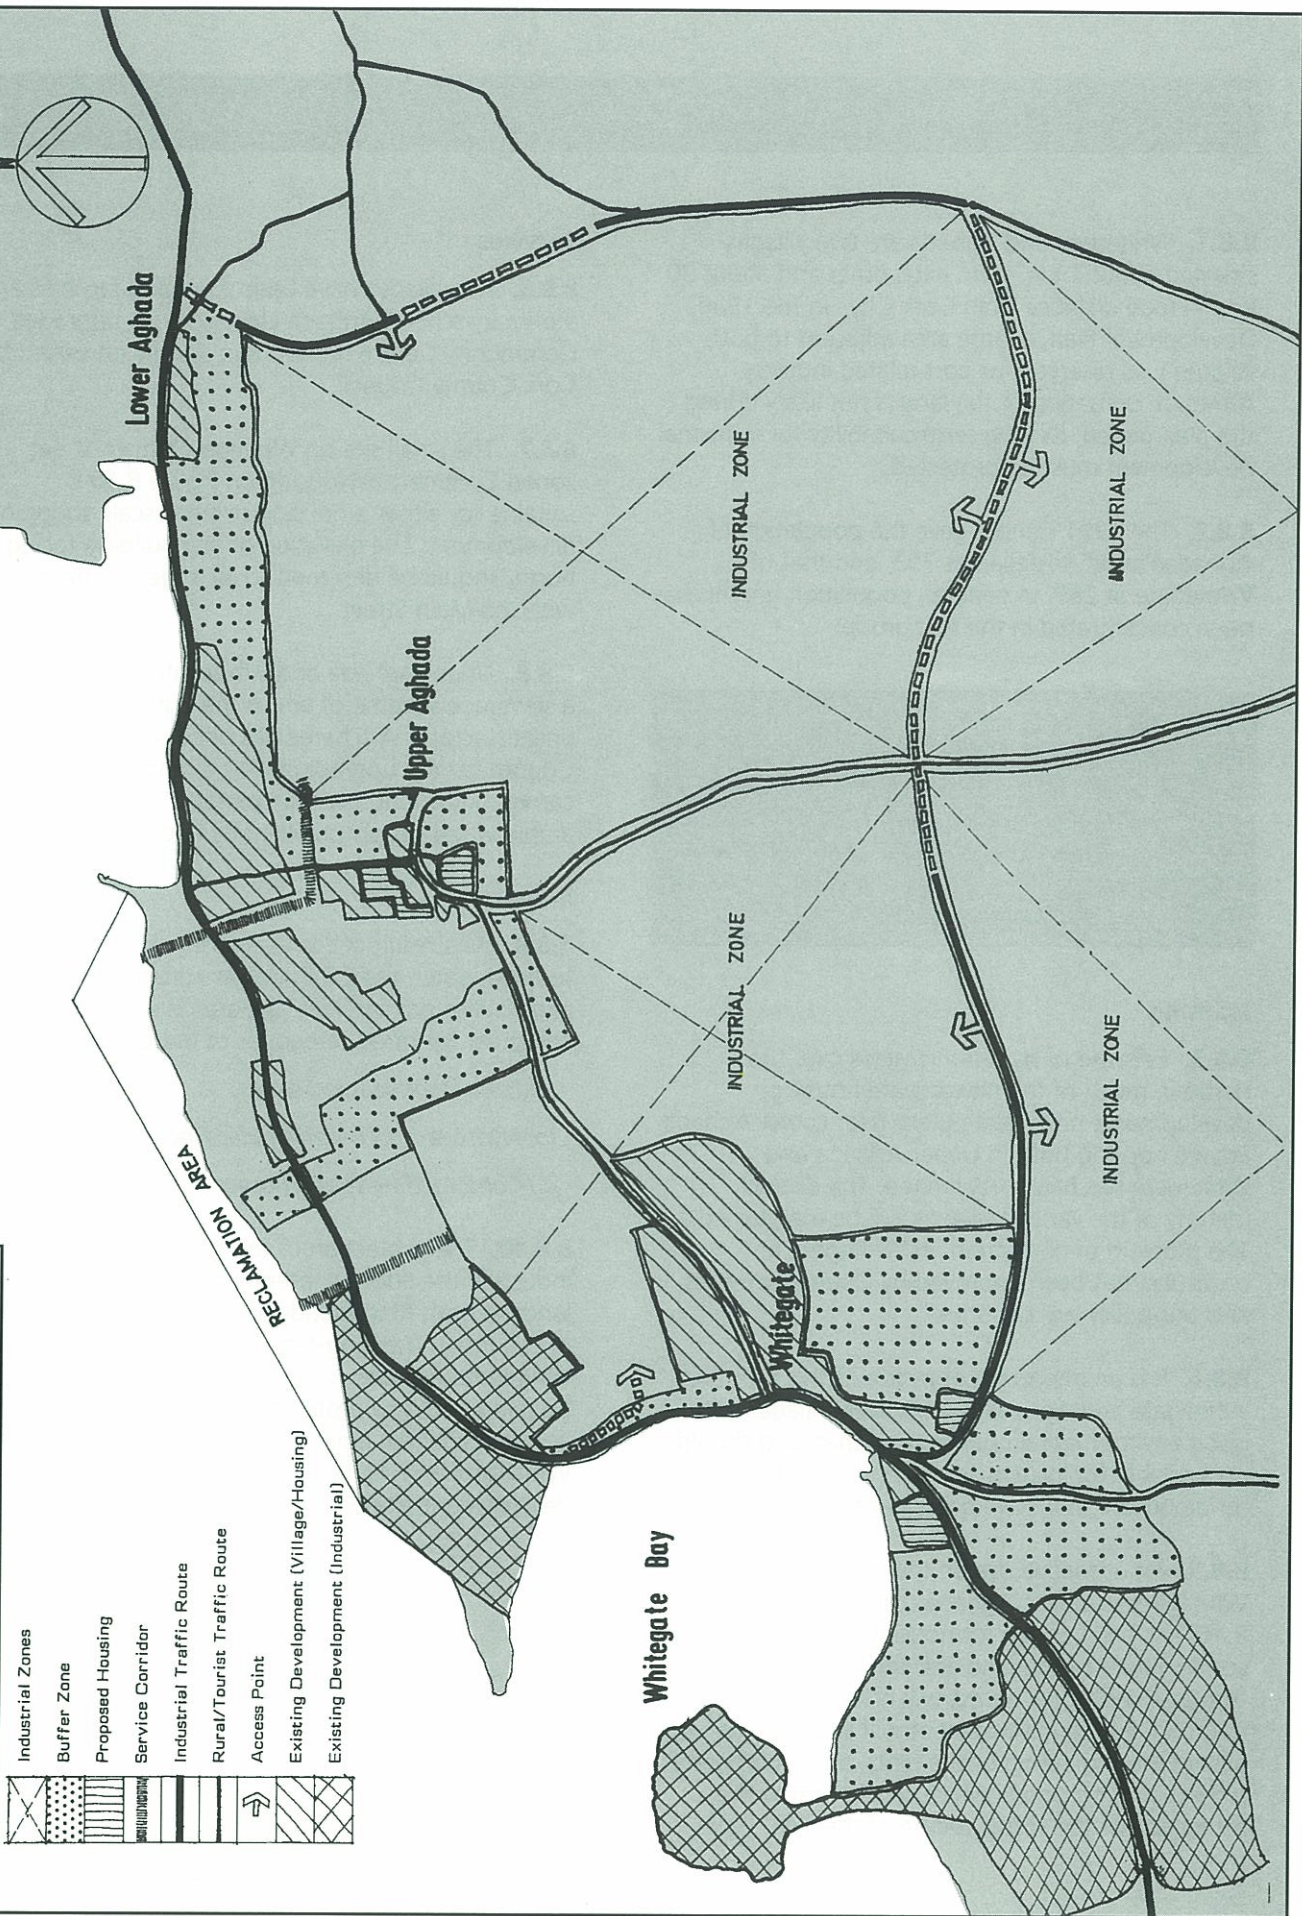 Industrial Zones
Buffer Zone
Proposed Housing
Service Corridor
Industrial Traffic Route
Rural/Tourist Traffic Route
Access Point
Existing Development (Village/Housing)
Existing Development (Industrial)
RECLAMATION AREA
Lower Aghada
Upper Aghada
Whitegate
Whitegate Bay
INDUSTRIAL ZONE
INDUSTRIAL ZONE
INDUSTRIAL ZONE
INDUSTRIAL ZONE